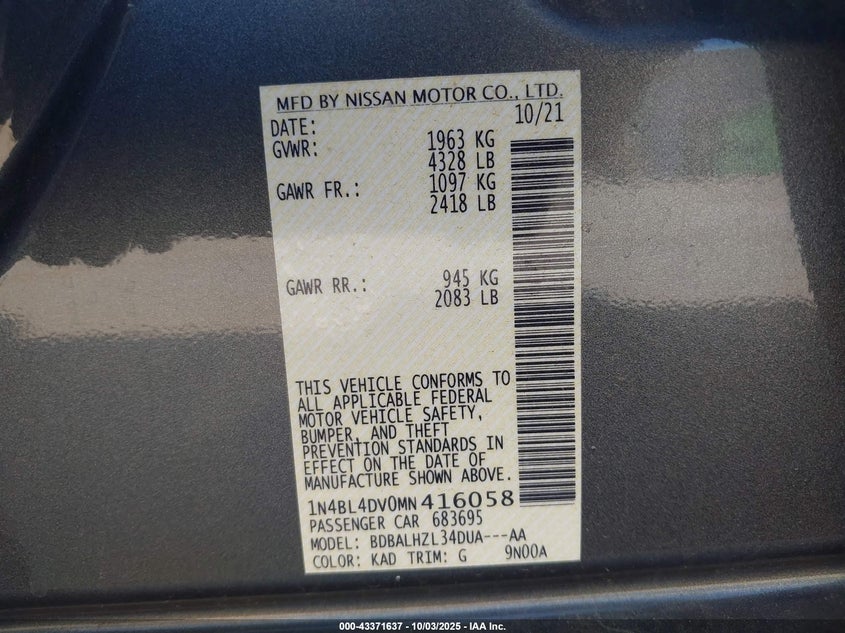 MFD BY NISSAN MOTOR CO., LTD.
DATE: 10/21
GVWR: 1963 KG
4328 LB
GAWR FR.: 1097 KG
2418 LB
GAWR RR.: 945 KG
2083 LB
THIS VEHICLE CONFORMS TO
ALL APPLICABLE FEDERAL
MOTOR VEHICLE SAFETY,
BUMPER, AND THEFT
PREVENTION STANDARDS IN
EFFECT ON THE DATE OF
MANUFACTURE SHOWN ABOVE.
1N4BL4DV0MN416058
PASSENGER CAR 683695
MODEL: BDBALHZL34DUA---AA
COLOR: KAD TRIM: G 9N00A
000-43371637 - 10/03/2025 - IAA Inc.